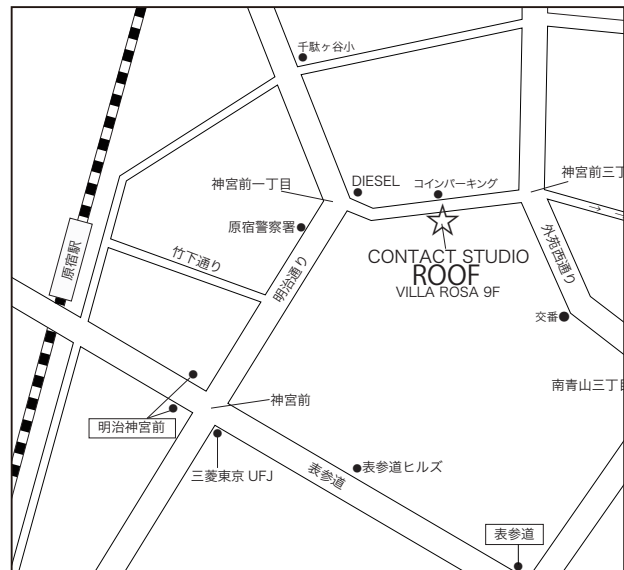 千駄ヶ谷小
神宮前一丁目
DIESEL
コインパーキング
神宮前三丁
原宿警察署
原宿駅
竹下通り
明治通り
CONTACT STUDIO
ROOF
VILLA ROSA 9F
外苑西通り
交番
南青山三丁目
神宮前
明治神宮前
三菱東京 UFJ
表参道
表参道ヒルズ
表参道